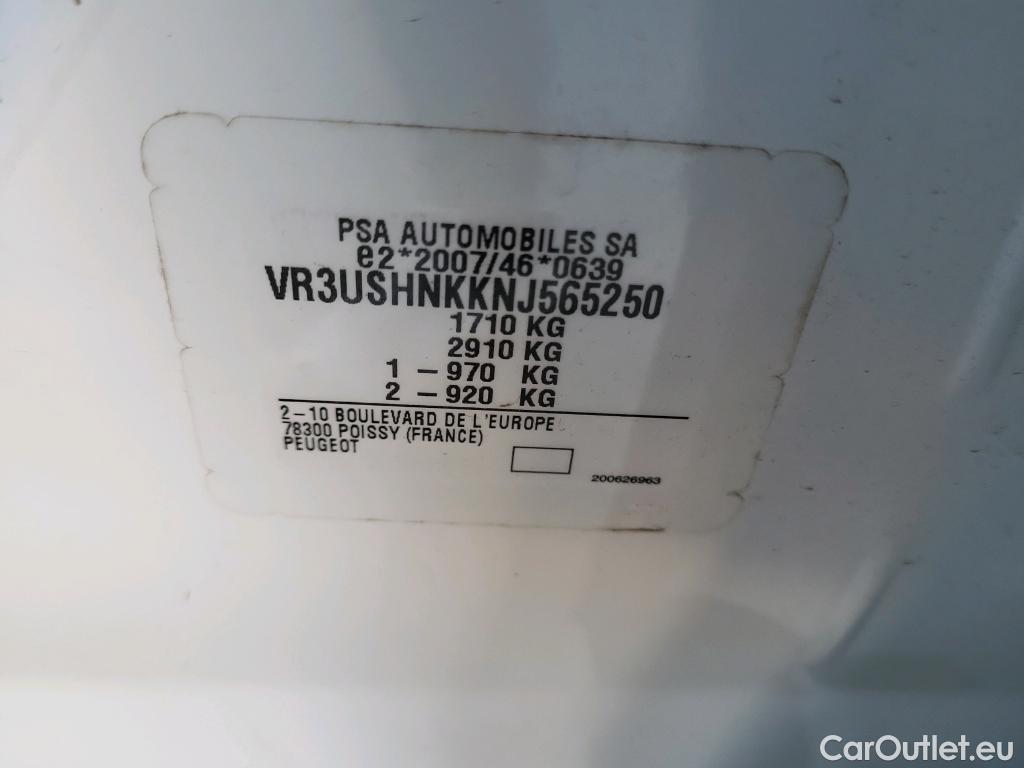 PSA AUTOMOBILES SA
e2*2007/46*0639
VR3USHNKKNJ565250
1710 KG
2910 KG
1 – 970 KG
2 – 920 KG
2–10 BOULEVARD DE L'EUROPE
78300 POISSY (FRANCE)
PEUGEOT
200626963
CarOutlet.eu